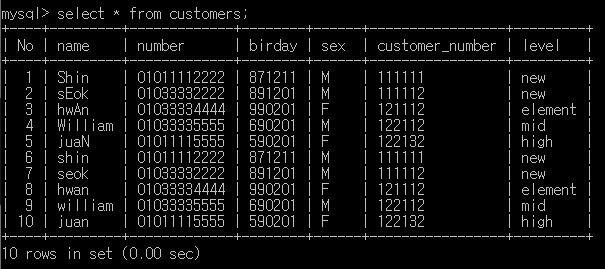 mysql> select * from customers;
| No | name | number | birday | sex | customer_number | level |
| 1 | Shin | 01011112222 | 871211 | M | 111111 | new |
| 2 | sEok | 01033332222 | 891201 | M | 111112 | new |
| 3 | hwAn | 01033334444 | 990201 | F | 121112 | element |
| 4 | William | 01033335555 | 690201 | M | 122112 | mid |
| 5 | juaN | 01011115555 | 590201 | F | 122132 | high |
| 6 | shin | 01011112222 | 871211 | M | 111111 | new |
| 7 | seok | 01033332222 | 891201 | M | 111112 | new |
| 8 | hwan | 01033334444 | 990201 | F | 121112 | element |
| 9 | william | 01033335555 | 690201 | M | 122112 | mid |
| 10 | juan | 01011115555 | 590201 | F | 122132 | high |
10 rows in set (0.00 sec)